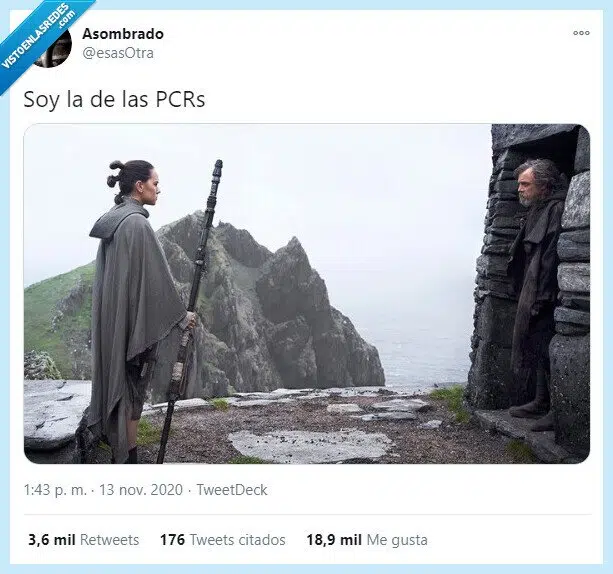 VISTOENLASREDES
.com
Asombrado
@esasOtra
Soy la de las PCRs
1:43 p. m. · 13 nov. 2020 · TweetDeck
3,6 mil Retweets 176 Tweets citados 18,9 mil Me gusta